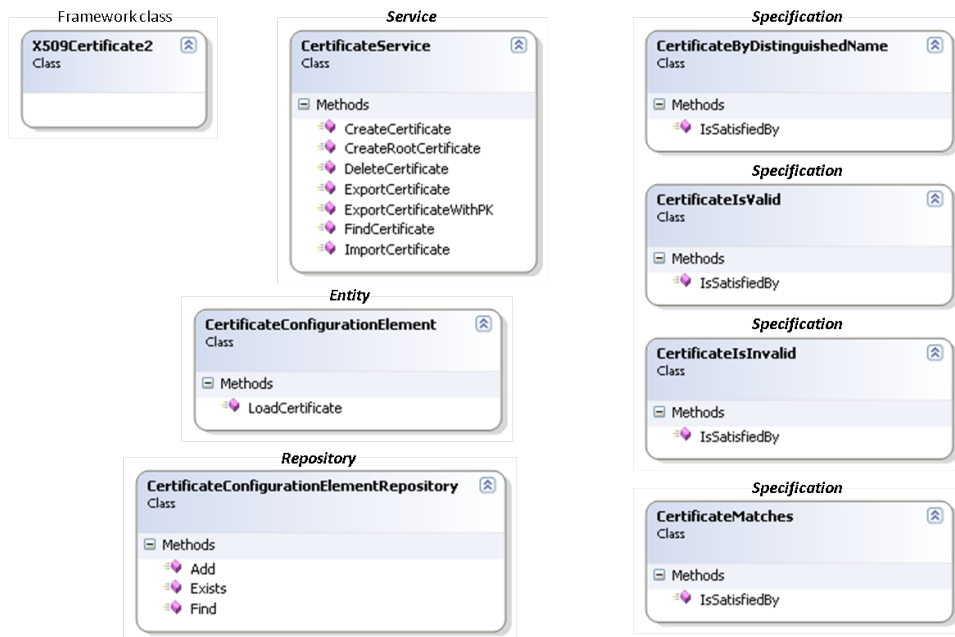 Framework class
X509Certificate2
Class
Service
CertificateService
Class
Methods
CreateCertificate
CreateRootCertificate
DeleteCertificate
ExportCertificate
ExportCertificateWithPK
FindCertificate
ImportCertificate
Entity
CertificateConfigurationElement
Class
Methods
LoadCertificate
Repository
CertificateConfigurationElementRepository
Class
Methods
Add
Exists
Find
Specification
CertificateByDistinguishedName
Class
Methods
IsSatisfiedBy
Specification
CertificateIsValid
Class
Methods
IsSatisfiedBy
Specification
CertificateIsInvalid
Class
Methods
IsSatisfiedBy
Specification
CertificateMatches
Class
Methods
IsSatisfiedBy